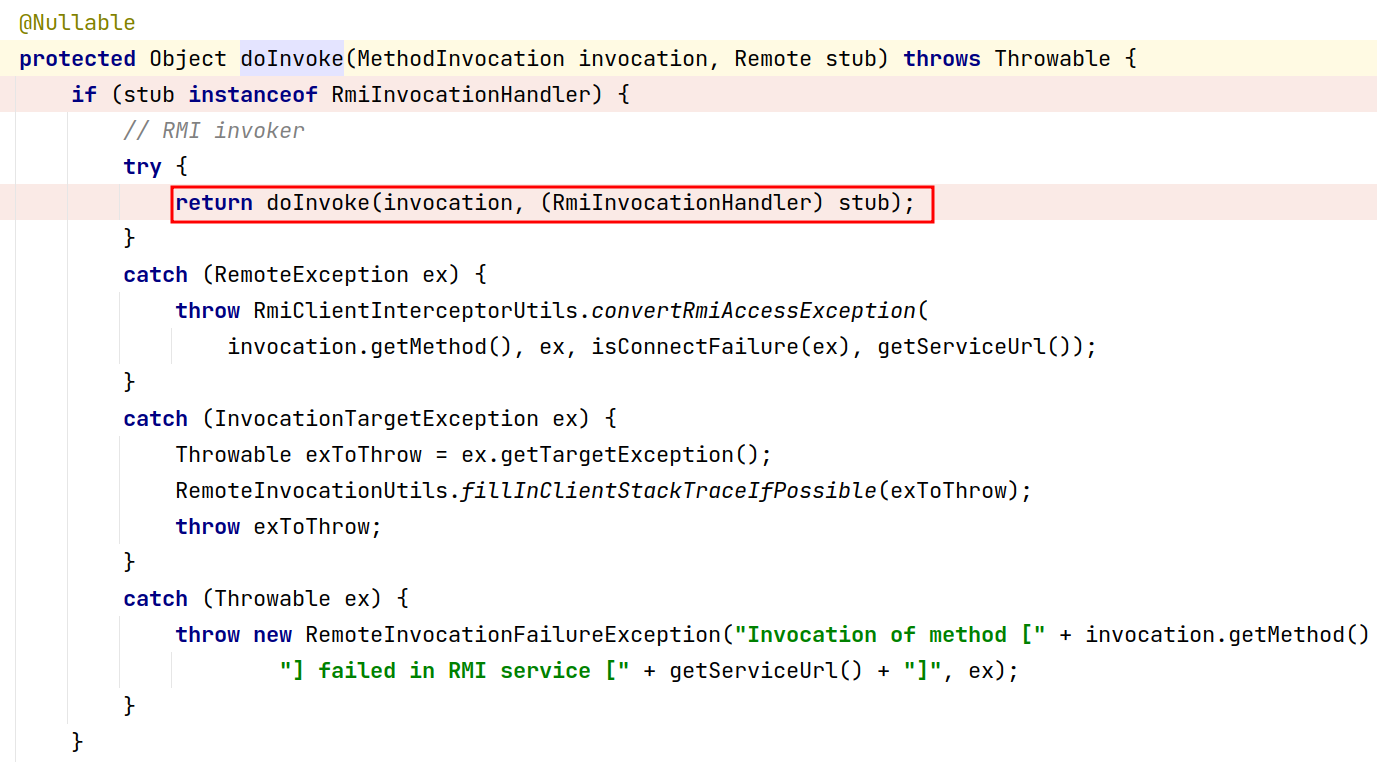 @Nullable
protected Object doInvoke(MethodInvocation invocation, Remote stub) throws Throwable {
if (stub instanceof RmiInvocationHandler) {
// RMI invoker
try {
return doInvoke(invocation, (RmiInvocationHandler) stub);
}
catch (RemoteException ex) {
throw RmiClientInterceptorUtils.convertRmiAccessException(
invocation.getMethod(), ex, isConnectFailure(ex), getServiceUrl());
}
catch (InvocationTargetException ex) {
Throwable exToThrow = ex.getTargetException();
RemoteInvocationUtils.fillInClientStackTraceIfPossible(exToThrow);
throw exToThrow;
}
catch (Throwable ex) {
throw new RemoteInvocationFailureException("Invocation of method [" + invocation.getMethod()
"] failed in RMI service [" + getServiceUrl() + "]", ex);
}
}